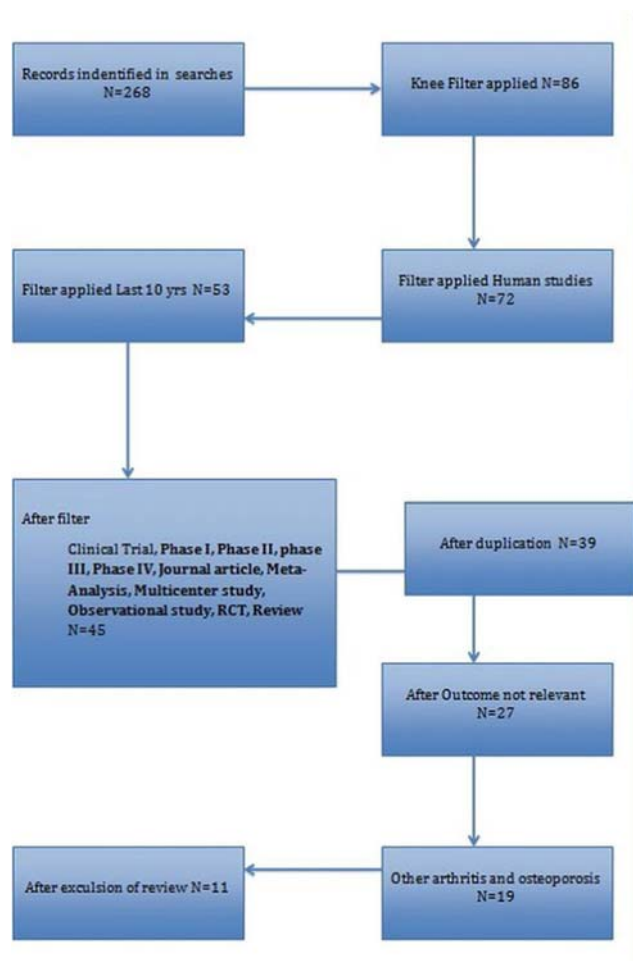 Records indentified in searches
N=268
Knee Filter applied N=86
Filter applied Human studies
N=72
Filter applied Last 10 yrs N=53
After filter
Clinical Trial, Phase I, Phase II, phase
III, Phase IV, Journal article, Meta-
Analysis, Multicenter study,
Observational study, RCT, Review
N=45
After duplication N=39
After Outcome not relevant
N=27
Other arthritis and osteoporosis
N=19
After exculsion of review N=11